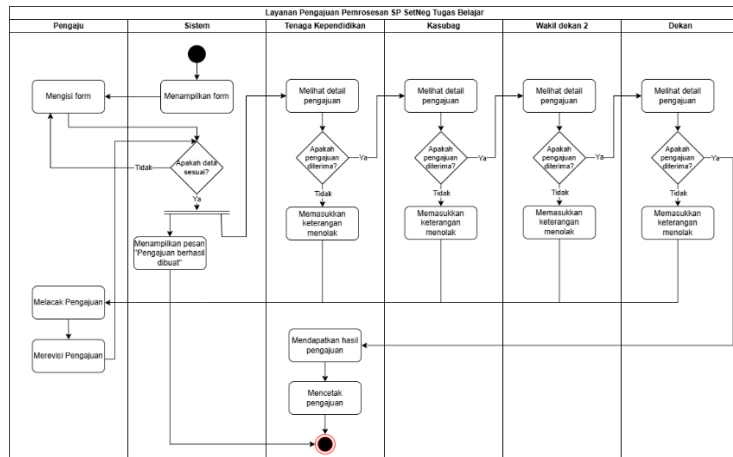 Layanan Pengajuan Pemrosesan SP SetNeg Tugas Belajar
Pengaju
Sistem
Tenaga Kependidikan
Kasubag
Wakil dekan 2
Dekan
Mengisi form
Menampilkan form
Melihat detail
pengajuan
Melihat detail
pengajuan
Melihat detail
pengajuan
Melihat detail
pengajuan
Tidak
Apakah data
sesuai?
Ya
Apakah
pengajuan
diterima?
Ya
Apakah
pengajuan
diterima?
Ya
Apakah
pengajuan
diterima?
Ya
Apakah
pengajuan
diterima?
Ya
Tidak
Tidak
Tidak
Tidak
Menampilkan pesan
"Pengajuan berhasil
dibuat"
Memasukkan
keterangan
menolak
Memasukkan
keterangan
menolak
Memasukkan
keterangan
menolak
Memasukkan
keterangan
menolak
Melacak Pengajuan
Merevisi Pengajuan
Mendapatkan hasil
pengajuan
Mencetak
pengajuan